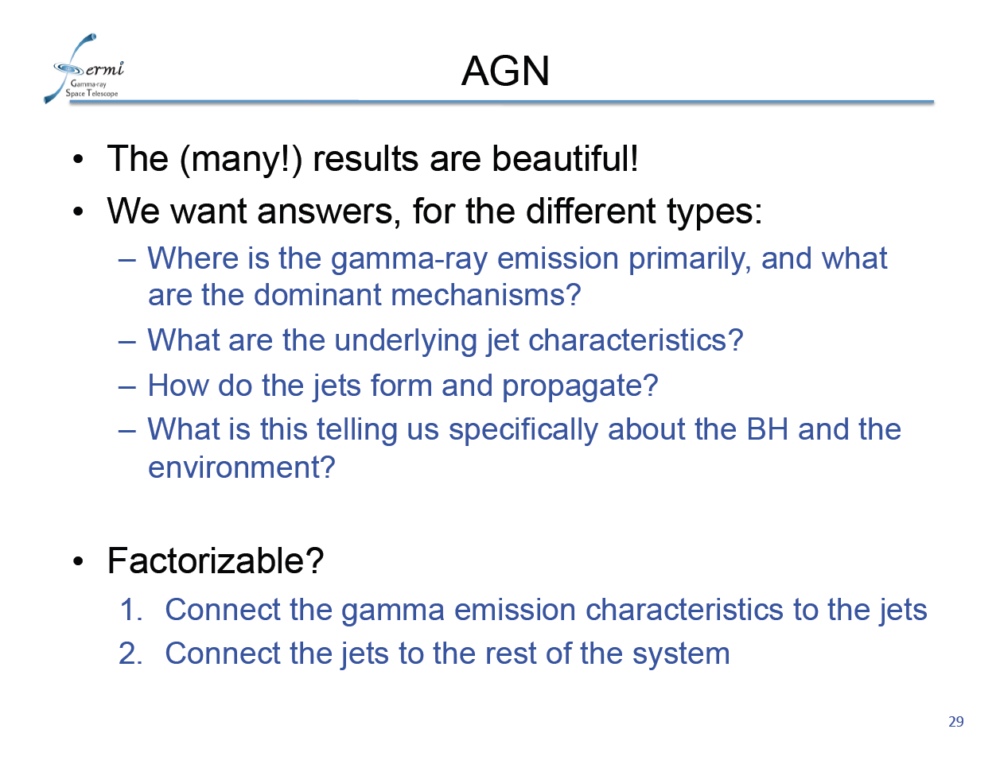 Fermi
Gamma-ray
Space Telescope
AGN
• The (many!) results are beautiful!
• We want answers, for the different types:
– Where is the gamma-ray emission primarily, and what
are the dominant mechanisms?
– What are the underlying jet characteristics?
– How do the jets form and propagate?
– What is this telling us specifically about the BH and the
environment?
• Factorizable?
1. Connect the gamma emission characteristics to the jets
2. Connect the jets to the rest of the system
29